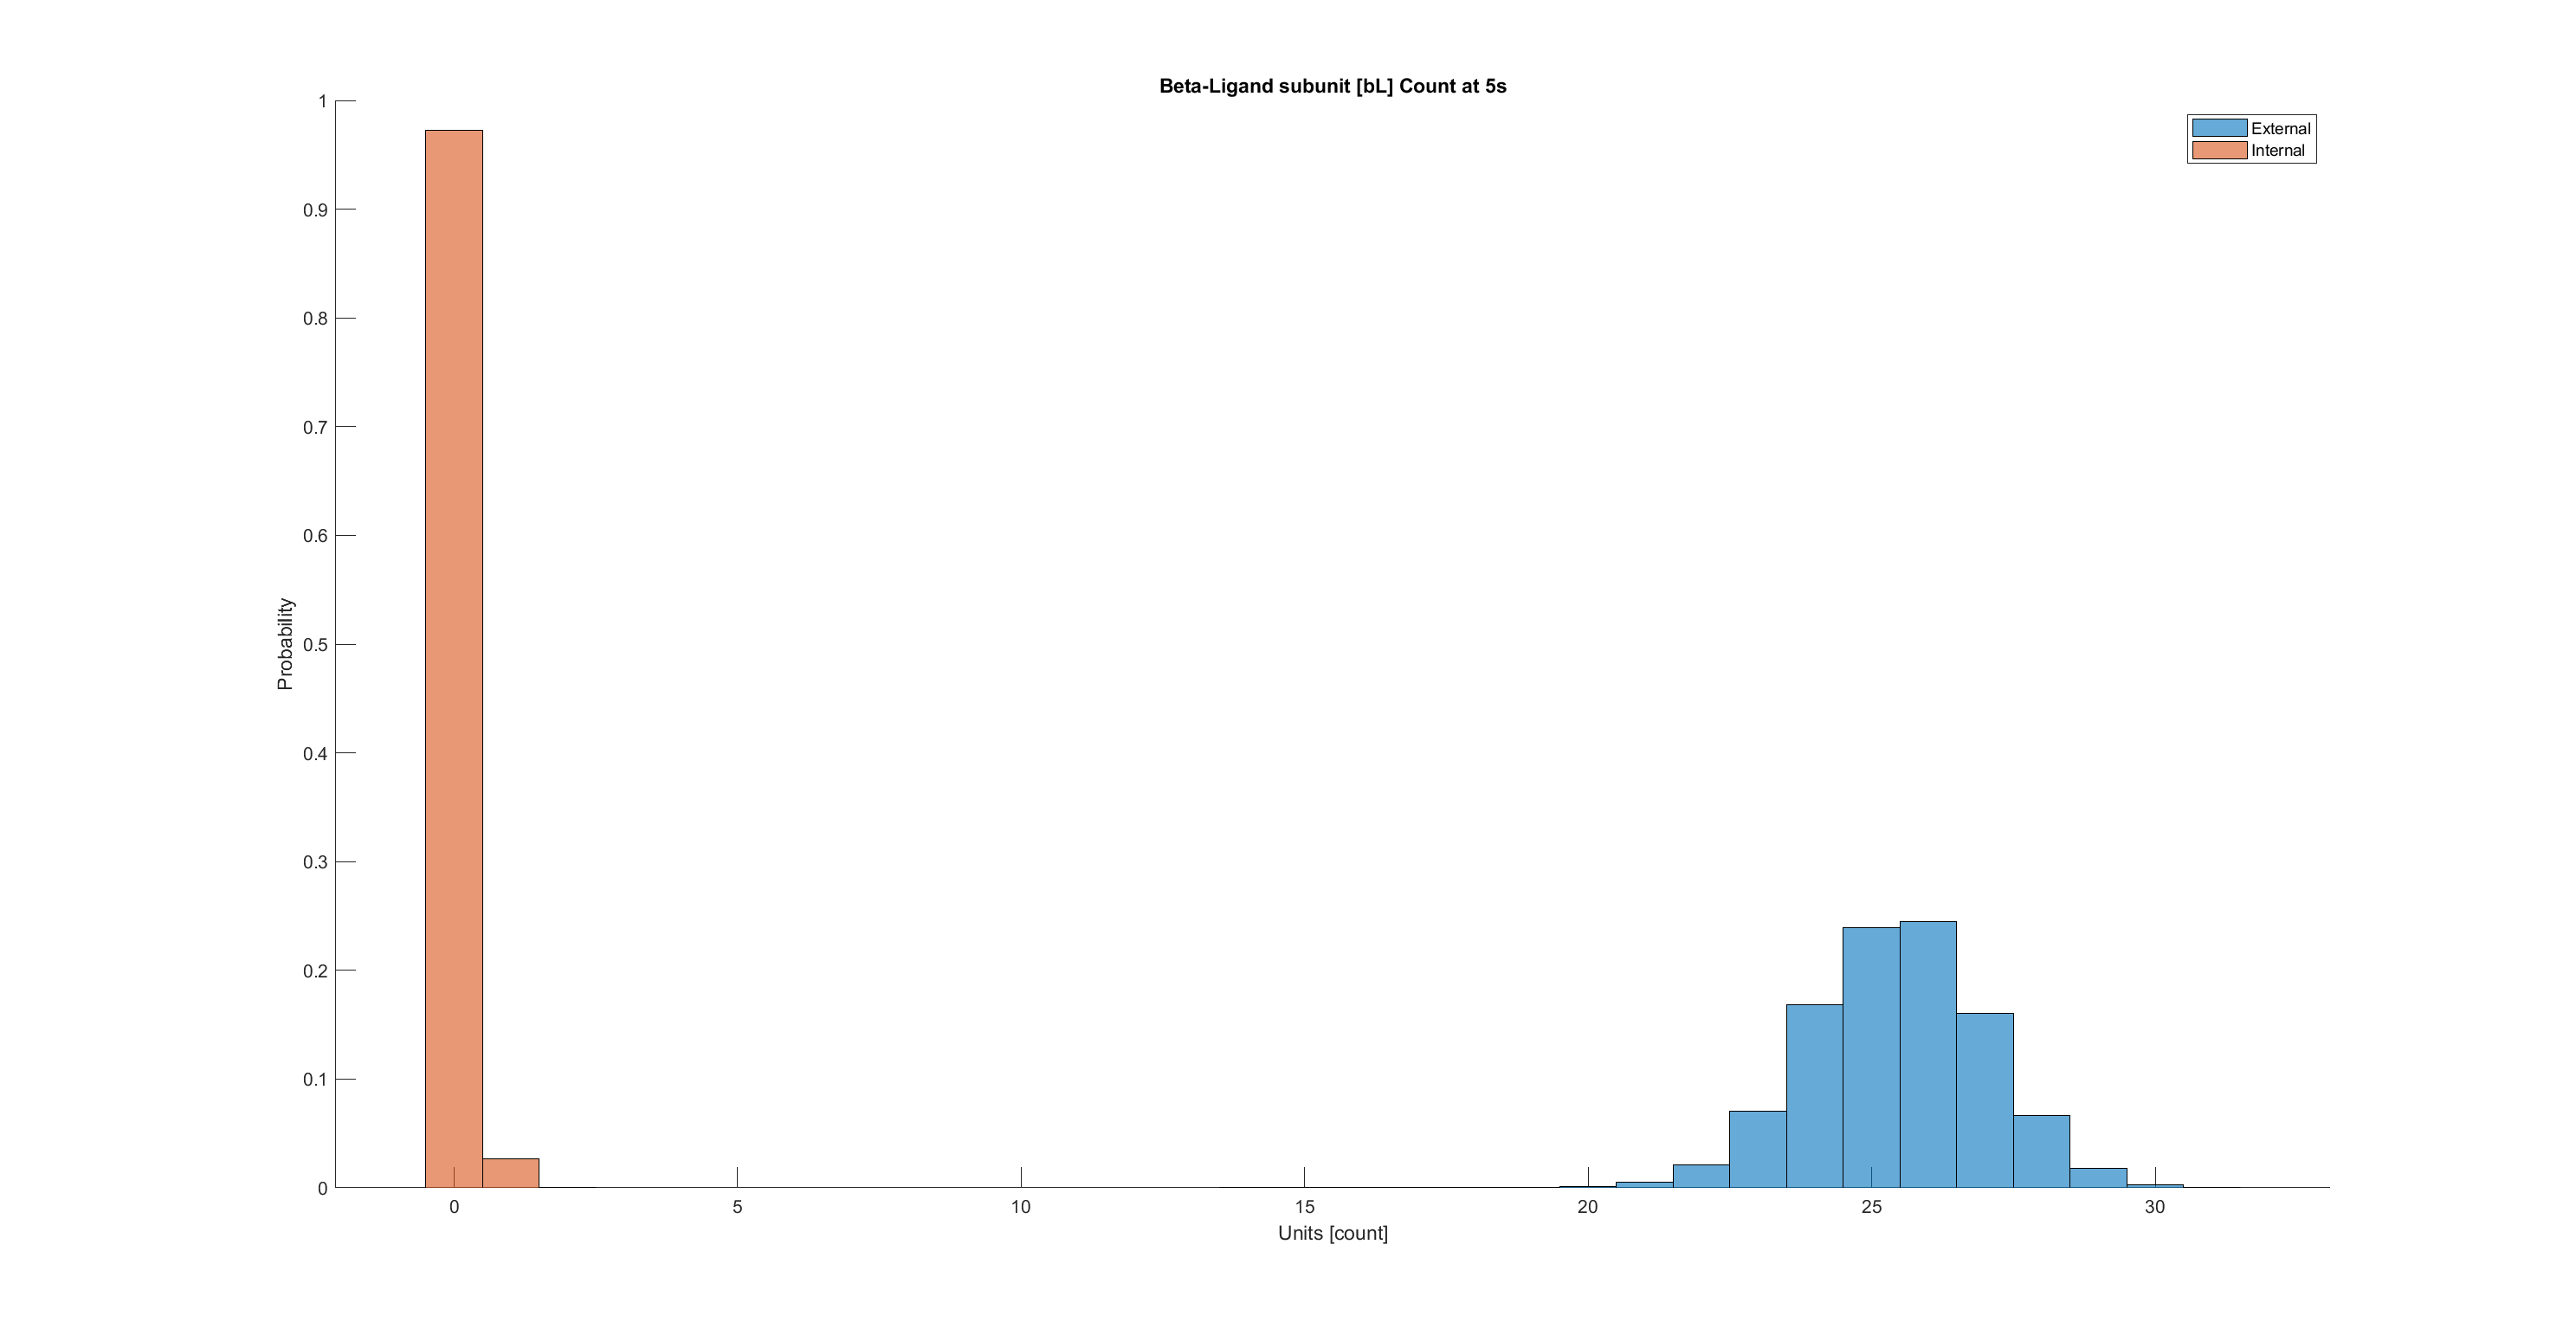 Beta-Ligand subunit [bL] Count at 5s
External
Internal
1
0.9
0.8
0.7
0.6
0.5
0.4
0.3
0.2
0.1
0
Probability
0 5 10 15 20 25 30
Units [count]